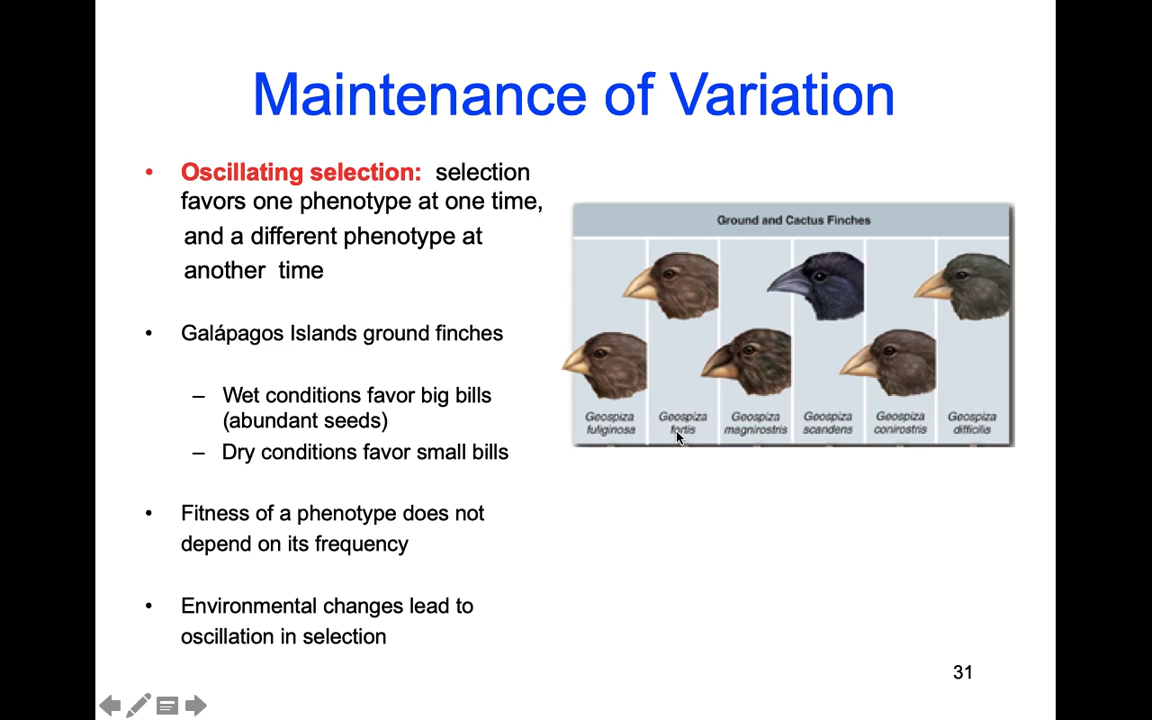 Maintenance of Variation
• Oscillating selection: selection
favors one phenotype at one time,
and a different phenotype at
another time
• Galápagos Islands ground finches
– Wet conditions favor big bills
(abundant seeds)
– Dry conditions favor small bills
• Fitness of a phenotype does not
depend on its frequency
• Environmental changes lead to
oscillation in selection
Ground and Cactus Finches
Geospiza
fuliginosa
Geospiza
fortis
Geospiza
magnirostris
Geospiza
scandens
Geospiza
conirostris
Geospiza
difficilis
31